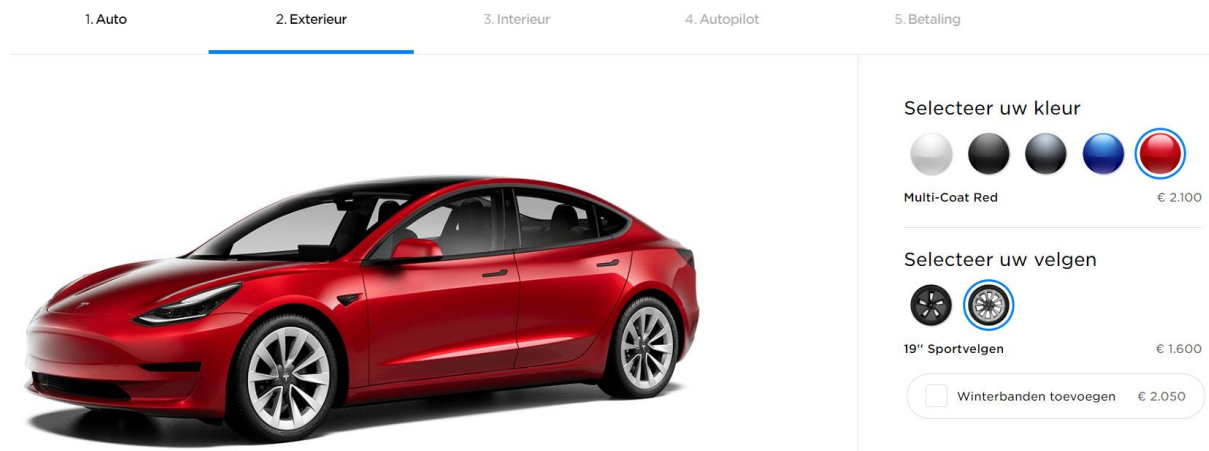 1. Auto
2. Exterieur
3. Interieur
4. Autopilot
5. Betaling
Selecteer uw kleur
Multi-Coat Red € 2.100
Selecteer uw velgen
19'' Sportvelgen € 1.600
Winterbanden toevoegen € 2.050